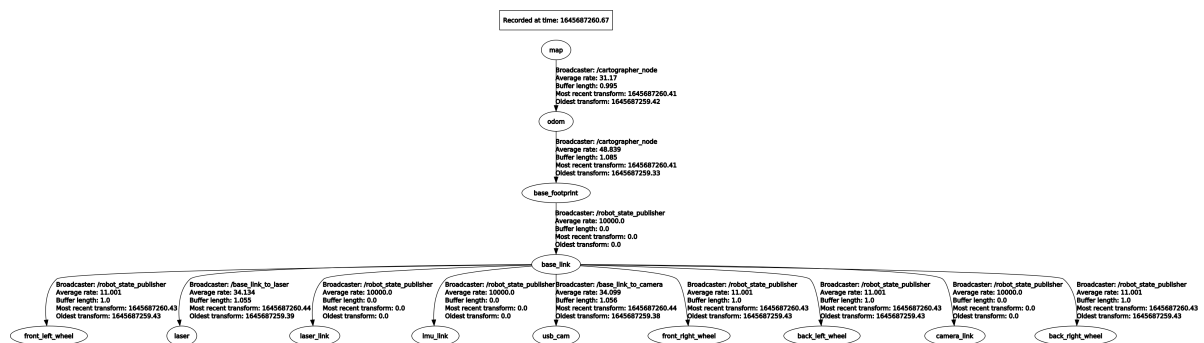 Recorded at time: 1645687260.67
map
Broadcaster: /cartographer_node
Average rate: 31.17
Buffer length: 0.995
Most recent transform: 1645687260.41
Oldest transform: 1645687259.42
odom
Broadcaster: /cartographer_node
Average rate: 48.839
Buffer length: 1.085
Most recent transform: 1645687260.41
Oldest transform: 1645687259.33
base_footprint
Broadcaster: /robot_state_publisher
Average rate: 10000.0
Buffer length: 0.0
Most recent transform: 0.0
Oldest transform: 0.0
base_link
Broadcaster: /robot_state_publisher
Average rate: 11.001
Buffer length: 1.0
Most recent transform: 1645687260.43
Oldest transform: 1645687259.43
front_left_wheel
Broadcaster: /base_link_to_laser
Average rate: 34.134
Buffer length: 1.055
Most recent transform: 1645687260.44
Oldest transform: 1645687259.39
laser
Broadcaster: /robot_state_publisher
Average rate: 10000.0
Buffer length: 0.0
Most recent transform: 0.0
Oldest transform: 0.0
laser_link
Broadcaster: /robot_state_publisher
Average rate: 10000.0
Buffer length: 0.0
Most recent transform: 0.0
Oldest transform: 0.0
imu_link
Broadcaster: /base_link_to_camera
Average rate: 34.099
Buffer length: 1.056
Most recent transform: 1645687260.44
Oldest transform: 1645687259.38
usb_cam
Broadcaster: /robot_state_publisher
Average rate: 11.001
Buffer length: 1.0
Most recent transform: 1645687260.43
Oldest transform: 1645687259.43
front_right_wheel
Broadcaster: /robot_state_publisher
Average rate: 11.001
Buffer length: 1.0
Most recent transform: 1645687260.43
Oldest transform: 1645687259.43
back_left_wheel
Broadcaster: /robot_state_publisher
Average rate: 10000.0
Buffer length: 0.0
Most recent transform: 0.0
Oldest transform: 0.0
camera_link
Broadcaster: /robot_state_publisher
Average rate: 11.001
Buffer length: 1.0
Most recent transform: 1645687260.43
Oldest transform: 1645687259.43
back_right_wheel